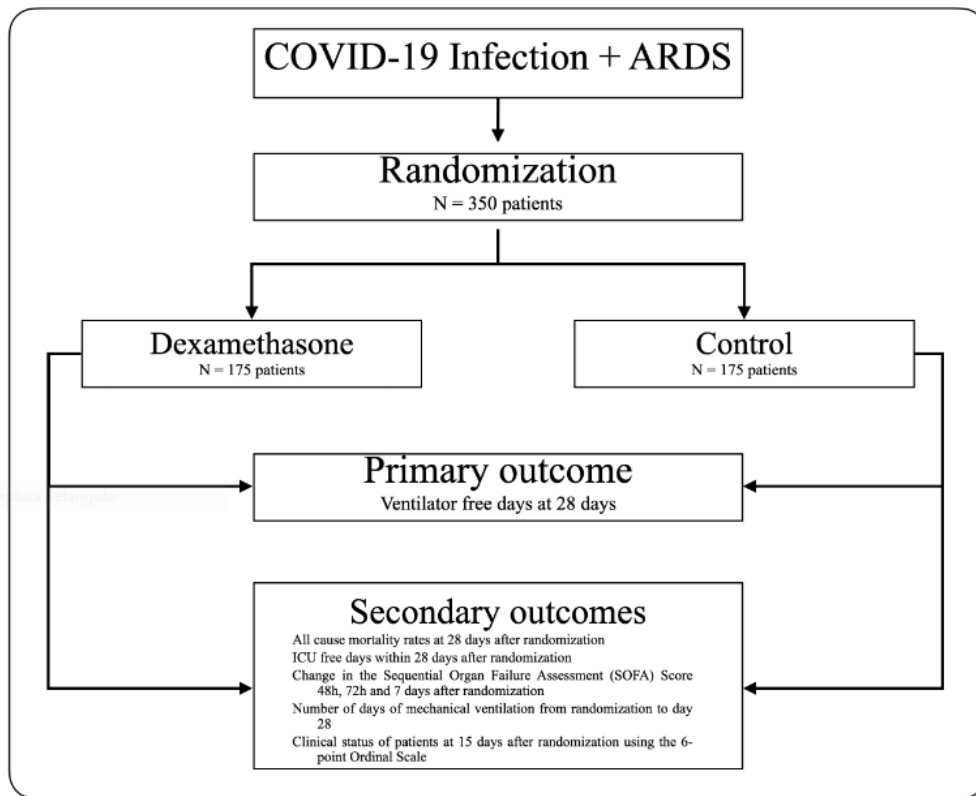 COVID-19 Infection + ARDS
Randomization
N = 350 patients
Dexamethasone
N = 175 patients
Control
N = 175 patients
Primary outcome
Ventilator free days at 28 days
Secondary outcomes
All cause mortality rates at 28 days after randomization
ICU free days within 28 days after randomization
Change in the Sequential Organ Failure Assessment (SOFA) Score
48h, 72h and 7 days after randomization
Number of days of mechanical ventilation from randomization to day
28
Clinical status of patients at 15 days after randomization using the 6-
point Ordinal Scale